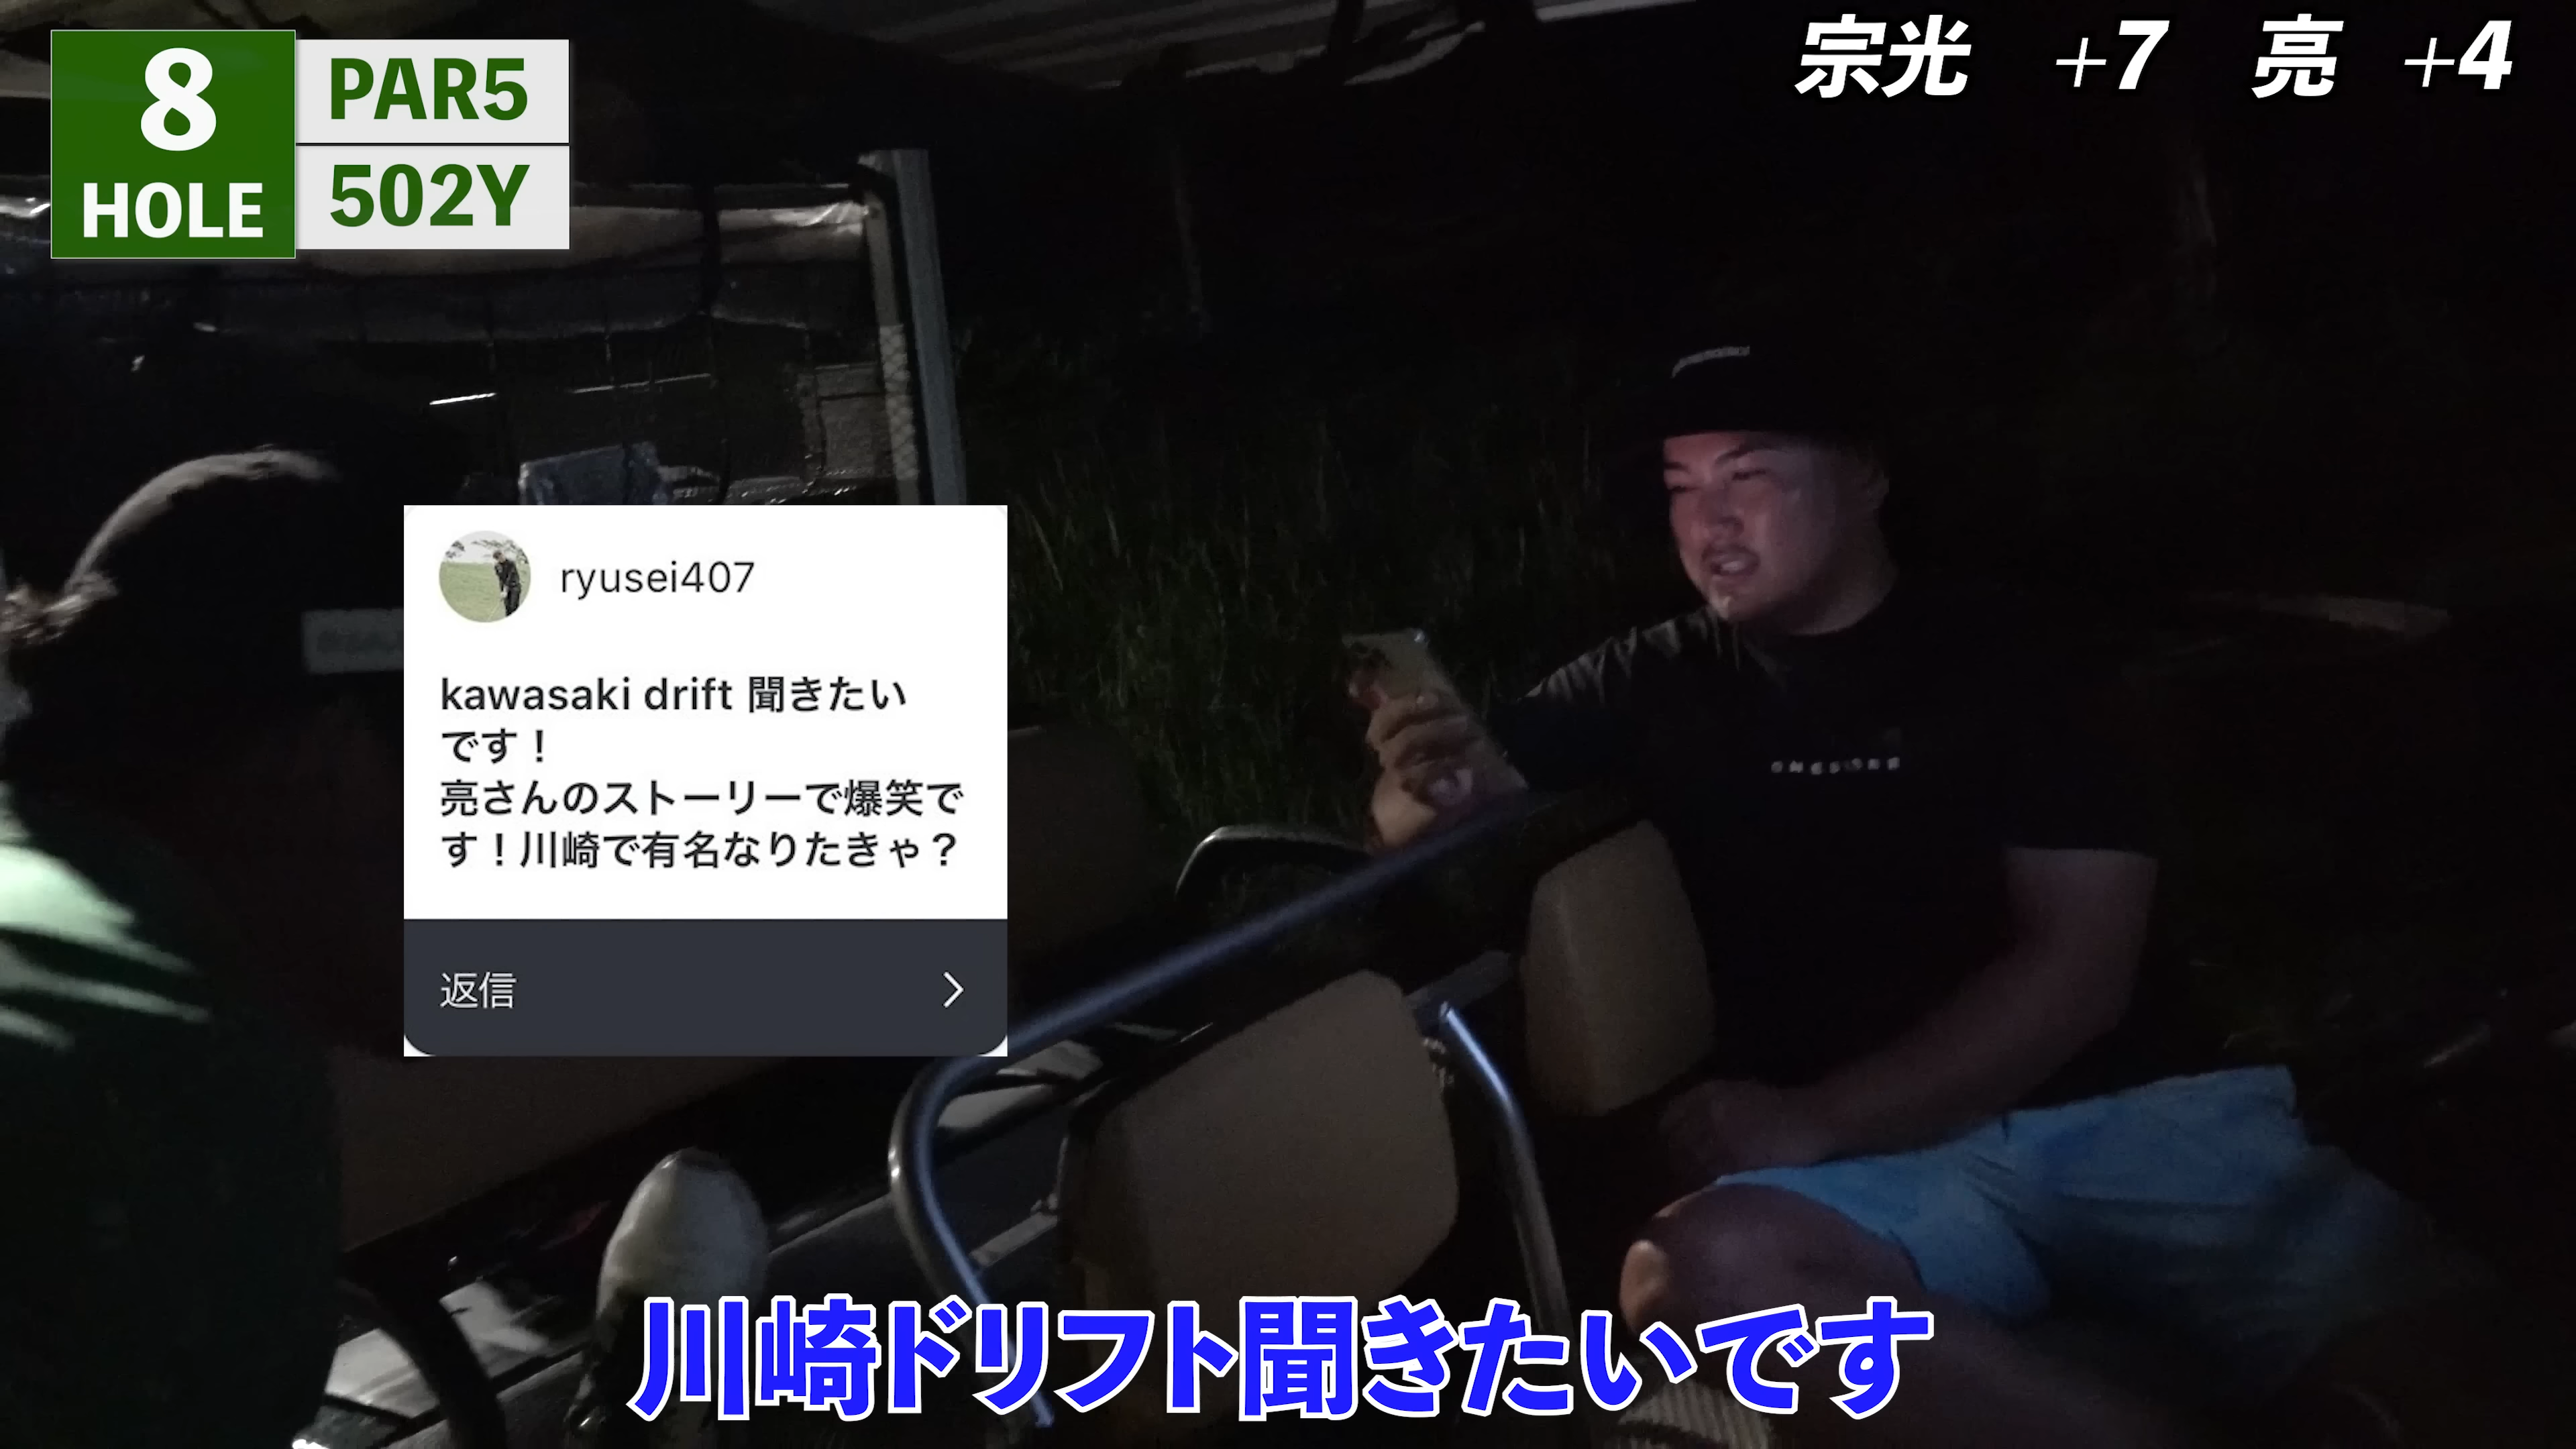 8
HOLE
PAR5
502Y
宗光 +7 亮 +4
ryusei407
kawasaki drift 聞きたい
です！
亮さんのストーリーで爆笑で
す！川崎で有名なりたきゃ？
返信
川崎ドリフト聞きたいです